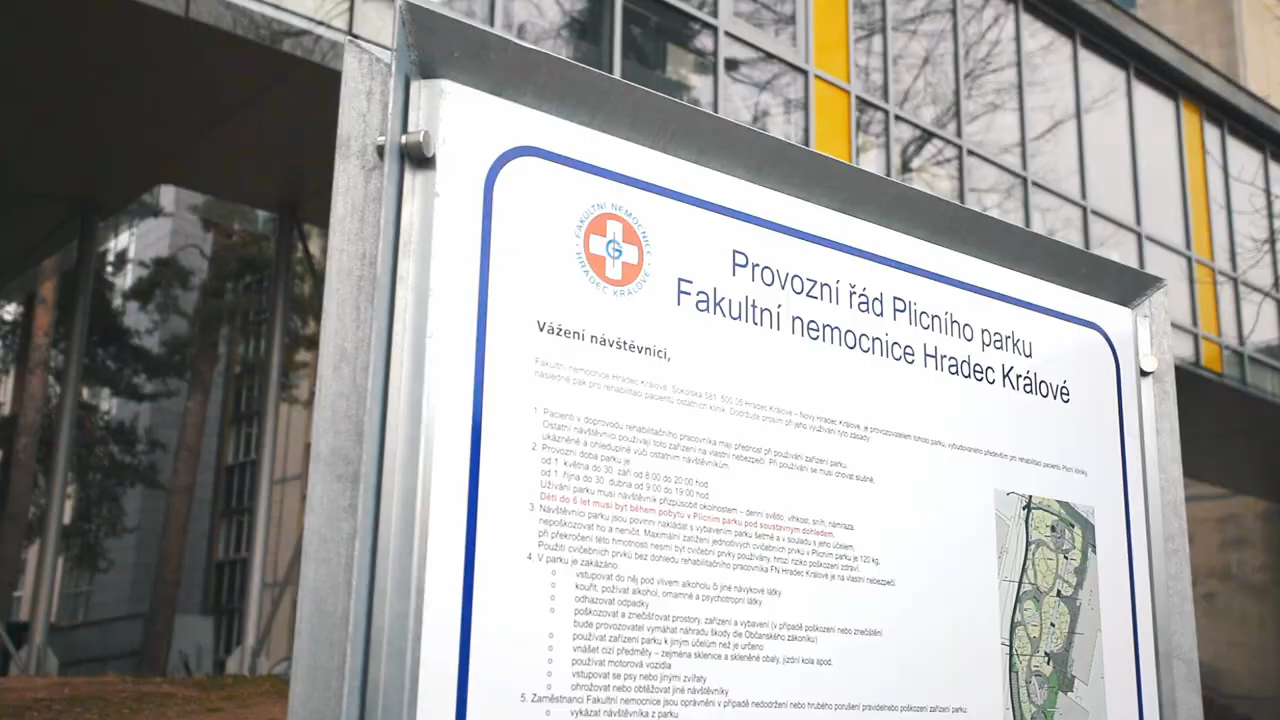 FAKULTNÍ NEMOCNICE
G
HRADEC KRÁLOVÉ
Provozní řád Plicního parku
Fakultní nemocnice Hradec Králové
Vážení návštěvníci,
Fakultní nemocnice Hradec Králové, Sokolská 581, 500 05 Hradec Králové – Nový Hradec Králové, je provozovatelem tohoto parku, vybudovaného především pro rehabilitaci pacientů Plicní kliniky,
následně pak pro rehabilitaci pacientů ostatních klinik. Dodržujte prosím při jeho využívání tyto zásady
1. Pacienti v doprovodu rehabilitačního pracovníka mají přednost při používání zařízení parku.
Ostatní návštěvníci používají toto zařízení na vlastní nebezpečí. Při používání se musí chovat slušně,
ukázněně a ohleduplně vůči ostatním návštěvníkům.
2. Provozní doba parku je
od 1. května do 30. září od 8:00 do 20:00 hod
od 1. října do 30. dubna od 9:00 do 19:00 hod
Užívání parku musí návštěvník přizpůsobit okolnostem – denní světlo, vlhkost, sníh, námraza.
Děti do 6 let musí být během pobytu v Plicním parku pod soustavným dohledem.
3. Návštěvníci parku jsou povinni nakládat s vybavením parku šetrně a v souladu s jeho účelem,
nepoškozovat ho a neničit. Maximální zatížení jednotlivých cvičebních prvků v Plicním parku je 120 kg,
při překročení této hmotnosti nesmí být cvičební prvky používány, hrozí riziko poškození zdraví.
Použití cvičebních prvků bez dohledu rehabilitačního pracovníka FN Hradec Králové je na vlastní nebezpečí.
4. V parku je zakázáno:
o vstupovat do něj pod vlivem alkoholu či jiné návykové látky
o kouřit, požívat alkohol, omamné a psychotropní látky
o odhazovat odpadky
o poškozovat a znečišťovat prostory, zařízení a vybavení (v případě poškození nebo znečištění
bude provozovatel vymáhat náhradu škody dle Občanského zákoníku)
o používat zařízení parku k jiným účelům než je určeno
o vnášet cizí předměty – zejména sklenice a skleněné obaly, jízdní kola apod.
o používat motorová vozidla
o vstupovat se psy nebo jinými zvířaty
o ohrožovat nebo obtěžovat jiné návštěvníky
5. Zaměstnanci Fakultní nemocnice jsou oprávněni v případě nedodržení nebo hrubého porušení pravidel nebo poškození zařízení parku:
o vykázat návštěvníka z parku